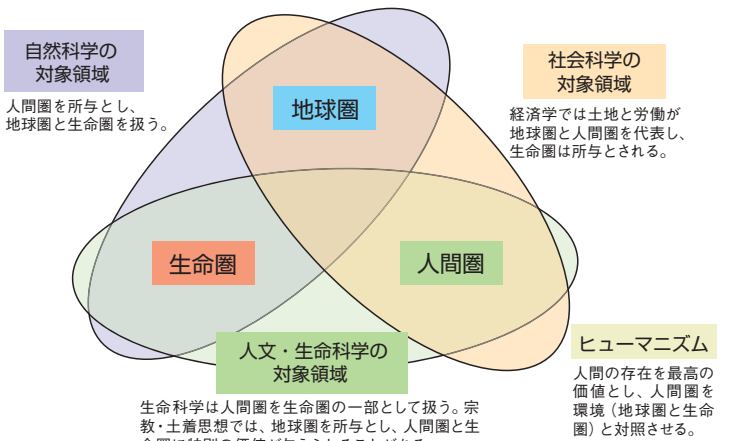 自然科学の
対象領域
人間圏を所与とし、
地球圏と生命圏を扱う。
地球圏
社会科学の
対象領域
経済学では土地と労働が
地球圏と人間圏を代表し、
生命圏は所与とされる。
生命圏
人間圏
人文・生命科学の
対象領域
生命科学は人間圏を生命圏の一部として扱う。宗
教・土着思想では、地球圏を所与とし、人間圏と生
ヒューマニズム
人間の存在を最高の
価値とし、人間圏を
環境（地球圏と生命
圏）と対照させる。